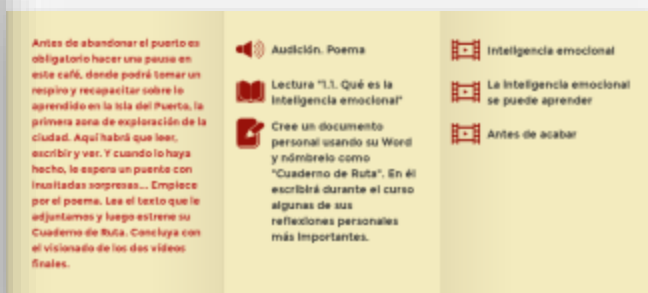 Antes de abandonar el puerto es
obligatorio hacer una pausa en
este café, donde podrá tomar un
respiro y recapacitar sobre lo
aprendido en la Isla del Puerto, la
primera zona de exploración de la
ciudad. Aquí habrá que leer,
escribir y ver. Y cuando lo haya
hecho, le espera un puente con
inusitadas sorpresas... Empiece
por el poema. Lea el texto que le
adjuntamos y luego estrene su
Cuaderno de Ruta. Concluya con
el visionado de los dos vídeos
finales.
Audición. Poema
Lectura "1.1. Qué es la
inteligencia emocional"
Cree un documento
personal usando su Word
y nómbrelo como
"Cuaderno de Ruta". En él
escribirá durante el curso
algunas de sus
reflexiones personales
más importantes.
Inteligencia emocional
La inteligencia emocional
se puede aprender
Antes de acabar